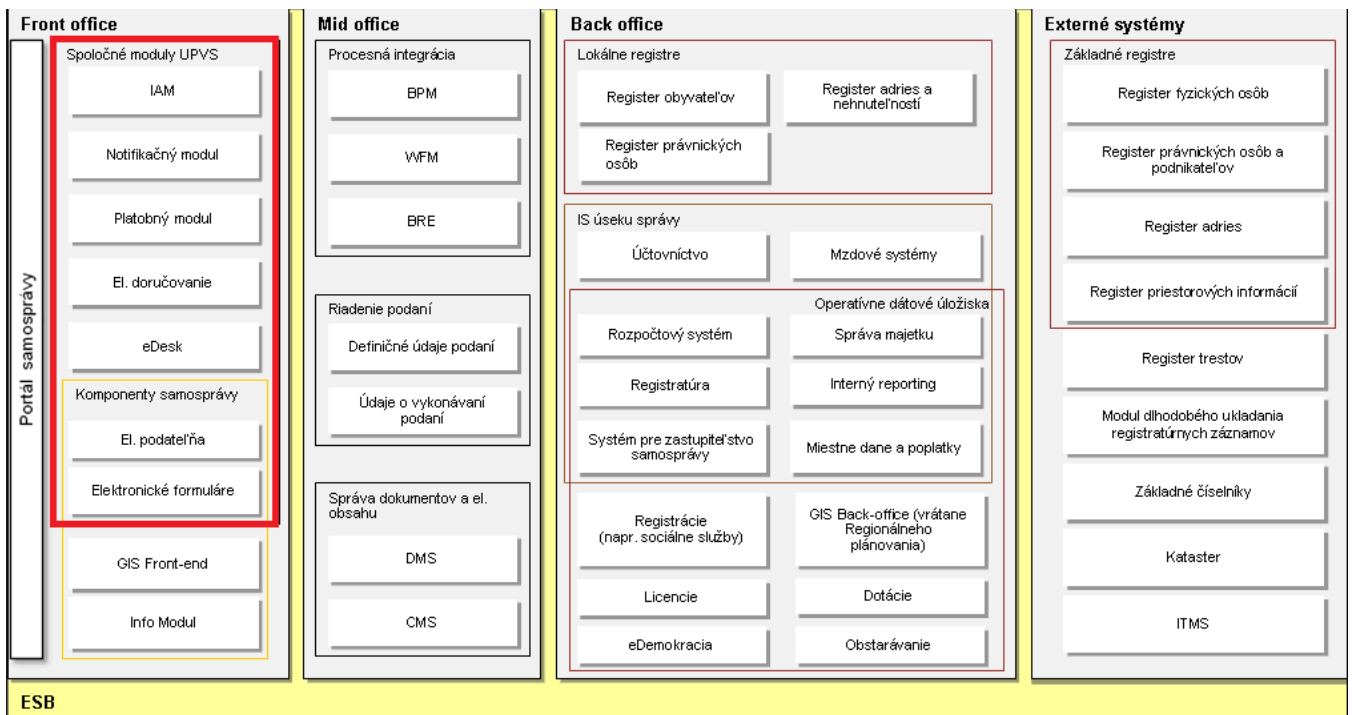 Front office
Portál samosprávy
Spoločné moduly UPVS
IAM
Notifikačný modul
Platobný modul
El. doručovanie
eDesk
Komponenty samosprávy
El. podateľňa
Elektronické formuláre
GIS Front-end
Info Modul
Mid office
Procesná integrácia
BPM
WFM
BRE
Riadenie podaní
Definičné údaje podaní
Údaje o vykonávaní
podaní
Správa dokumentov a el.
obsahu
DMS
CMS
Back office
Lokálne registre
Register obyvateľov
Register adries a
nehnuteľností
Register právnických
osôb
IS úseku správy
Účtovníctvo
Mzdové systémy
Operatívne dátové úložiska
Rozpočtový systém
Správa majetku
Registratúra
Interný reporting
Systém pre zastupiteľstvo
samosprávy
Miestne dane a poplatky
Registrácie
(napr. sociálne služby)
GIS Back-office (vrátane
Regionálneho
plánovania)
Licencie
Dotácie
eDemokracia
Obstarávanie
Externé systémy
Základné registre
Register fyzických osôb
Register právnických osôb a
podnikateľov
Register adries
Register priestorových informácií
Register trestov
Modul dlhodobého ukladania
registratúrnych záznamov
Základné číselníky
Kataster
ITMS
ESB